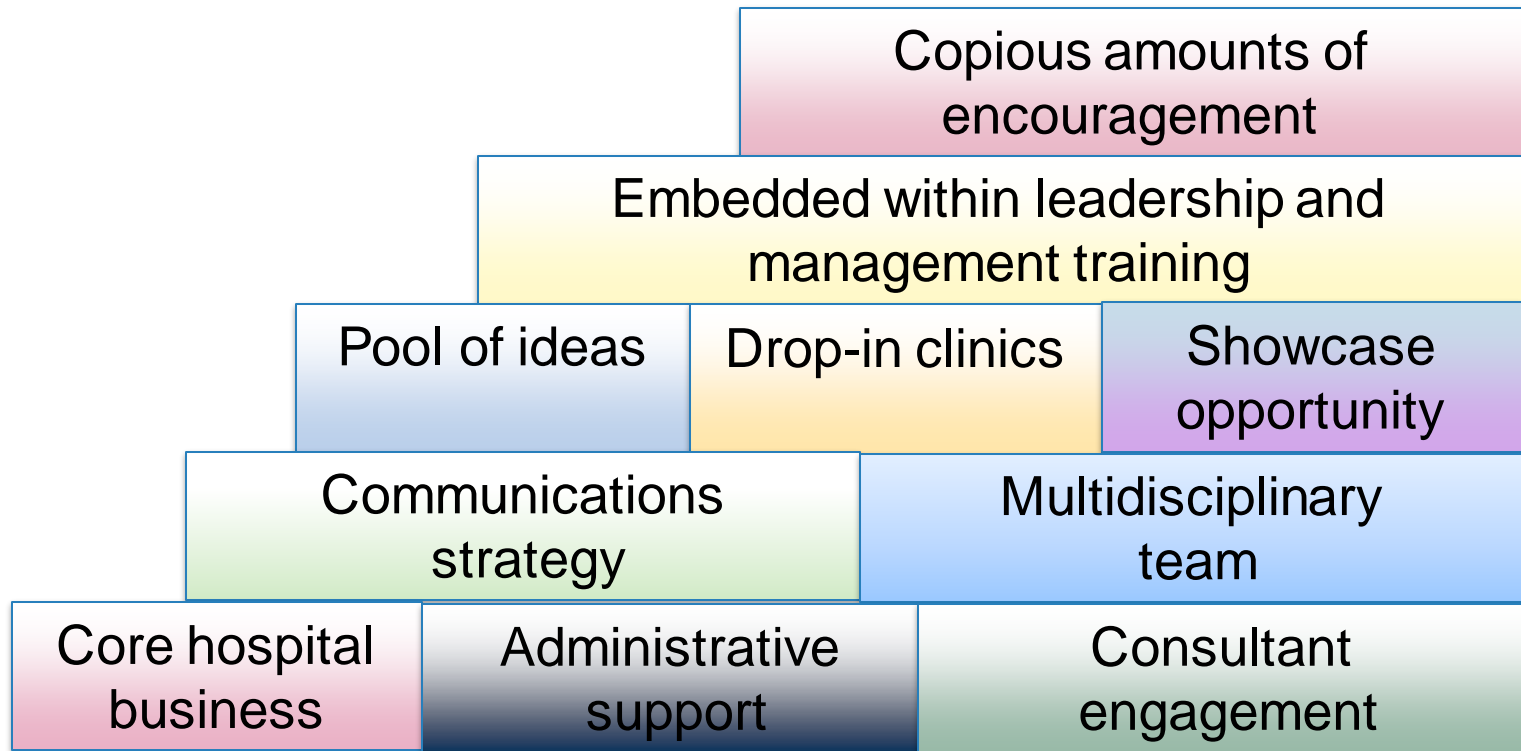 Copious amounts of
encouragement
Embedded within leadership and
management training
Pool of ideas
Drop-in clinics
Showcase
opportunity
Communications
strategy
Multidisciplinary
team
Core hospital
business
Administrative
support
Consultant
engagement